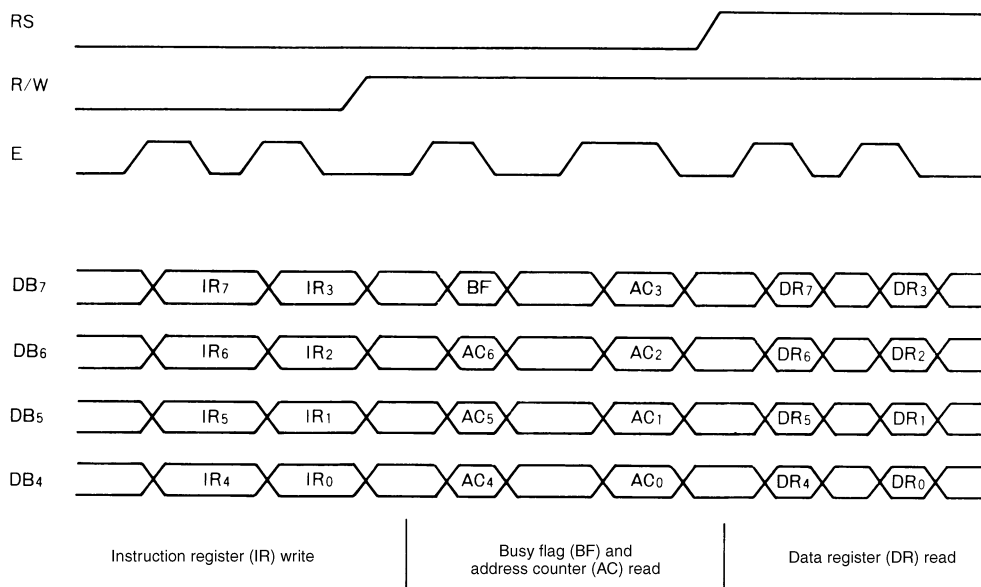 RS
R/W
E
DB7 IR7 IR3 BF AC3 DR7 DR3
DB6 IR6 IR2 AC6 AC2 DR6 DR2
DB5 IR5 IR1 AC5 AC1 DR5 DR1
DB4 IR4 IR0 AC4 AC0 DR4 DR0
Instruction register (IR) write
Busy flag (BF) and
address counter (AC) read
Data register (DR) read